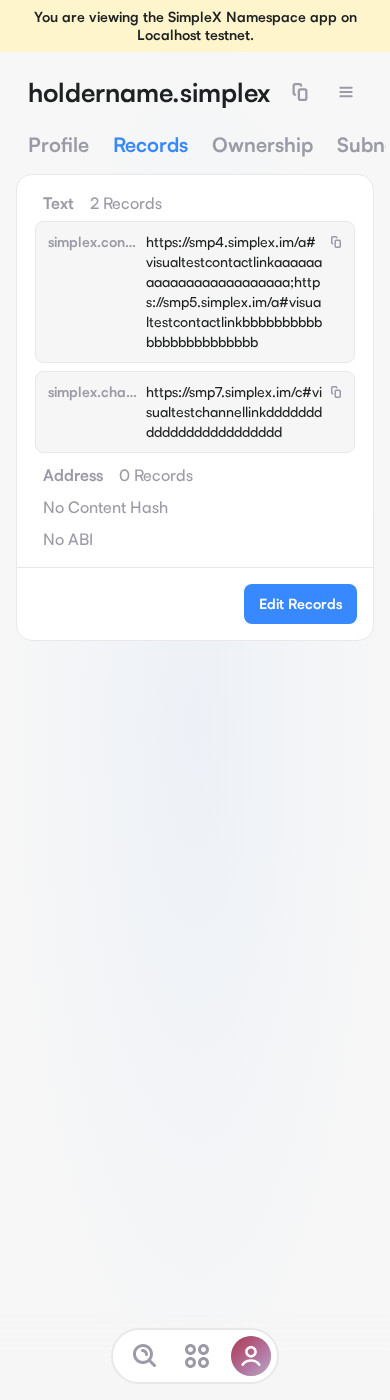 You are viewing the SimpleX Namespace app on
Localhost testnet.
holdername.simplex
Profile Records Ownership Subn
Text 2 Records
simplex.con... https://smp4.simplex.im/a#
visualtestcontactlinkaaaaaa
aaaaaaaaaaaaaaaaaa;http
s://smp5.simplex.im/a#visua
ltestcontactlinkbbbbbbbbbb
bbbbbbbbbbbbbb
simplex.cha... https://smp7.simplex.im/c#vi
sualtestchannellinkddddddd
ddddddddddddddddd
Address 0 Records
No Content Hash
No ABI
Edit Records